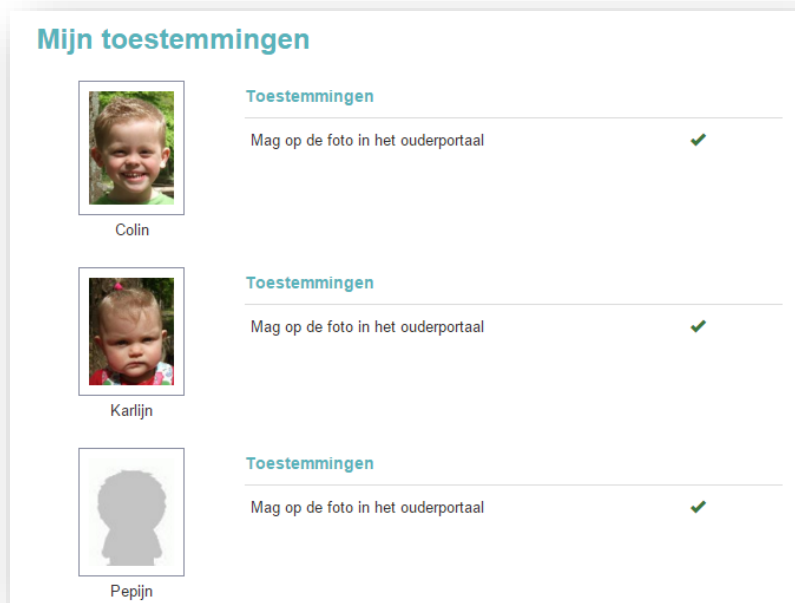 Mijn toestemmingen
Toestemmingen
Mag op de foto in het ouderportaal
Colin
Toestemmingen
Mag op de foto in het ouderportaal
Karlijn
Toestemmingen
Mag op de foto in het ouderportaal
Pepijn